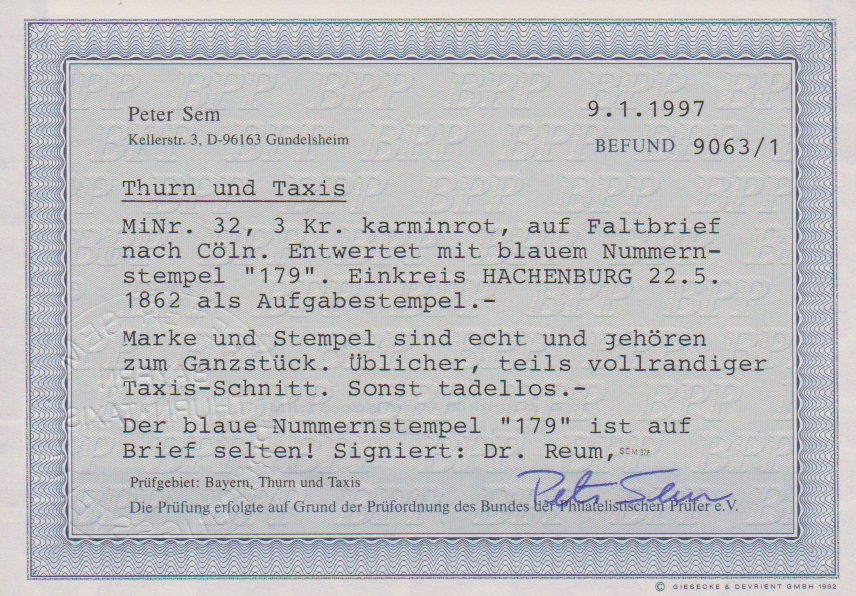 Peter Sem
9.1.1997
Kellerstr. 3, D-96163 Gundelsheim
BEFUND 9063/1
Thurn und Taxis
MiNr. 32, 3 Kr. karminrot, auf Faltbrief
nach Cöln. Entwertet mit blauem Nummern-
stempel "179". Einkreis HACHENBURG 22.5.
1862 als Aufgabestempel.-
Marke und Stempel sind echt und gehören
zum Ganzstück. Üblicher, teils vollrandiger
Taxis-Schnitt. Sonst tadellos.-
Der blaue Nummernstempel "179" ist auf
Brief selten! Signiert: Dr. Reum, SEM BPP
Prüfgebiet: Bayern, Thurn und Taxis
Peter Sem
Die Prüfung erfolgte auf Grund der Prüfordnung des Bundes der Philatelistischen Prüfer e.V.
© GIESECKE & DEVRIENT GMBH 1992